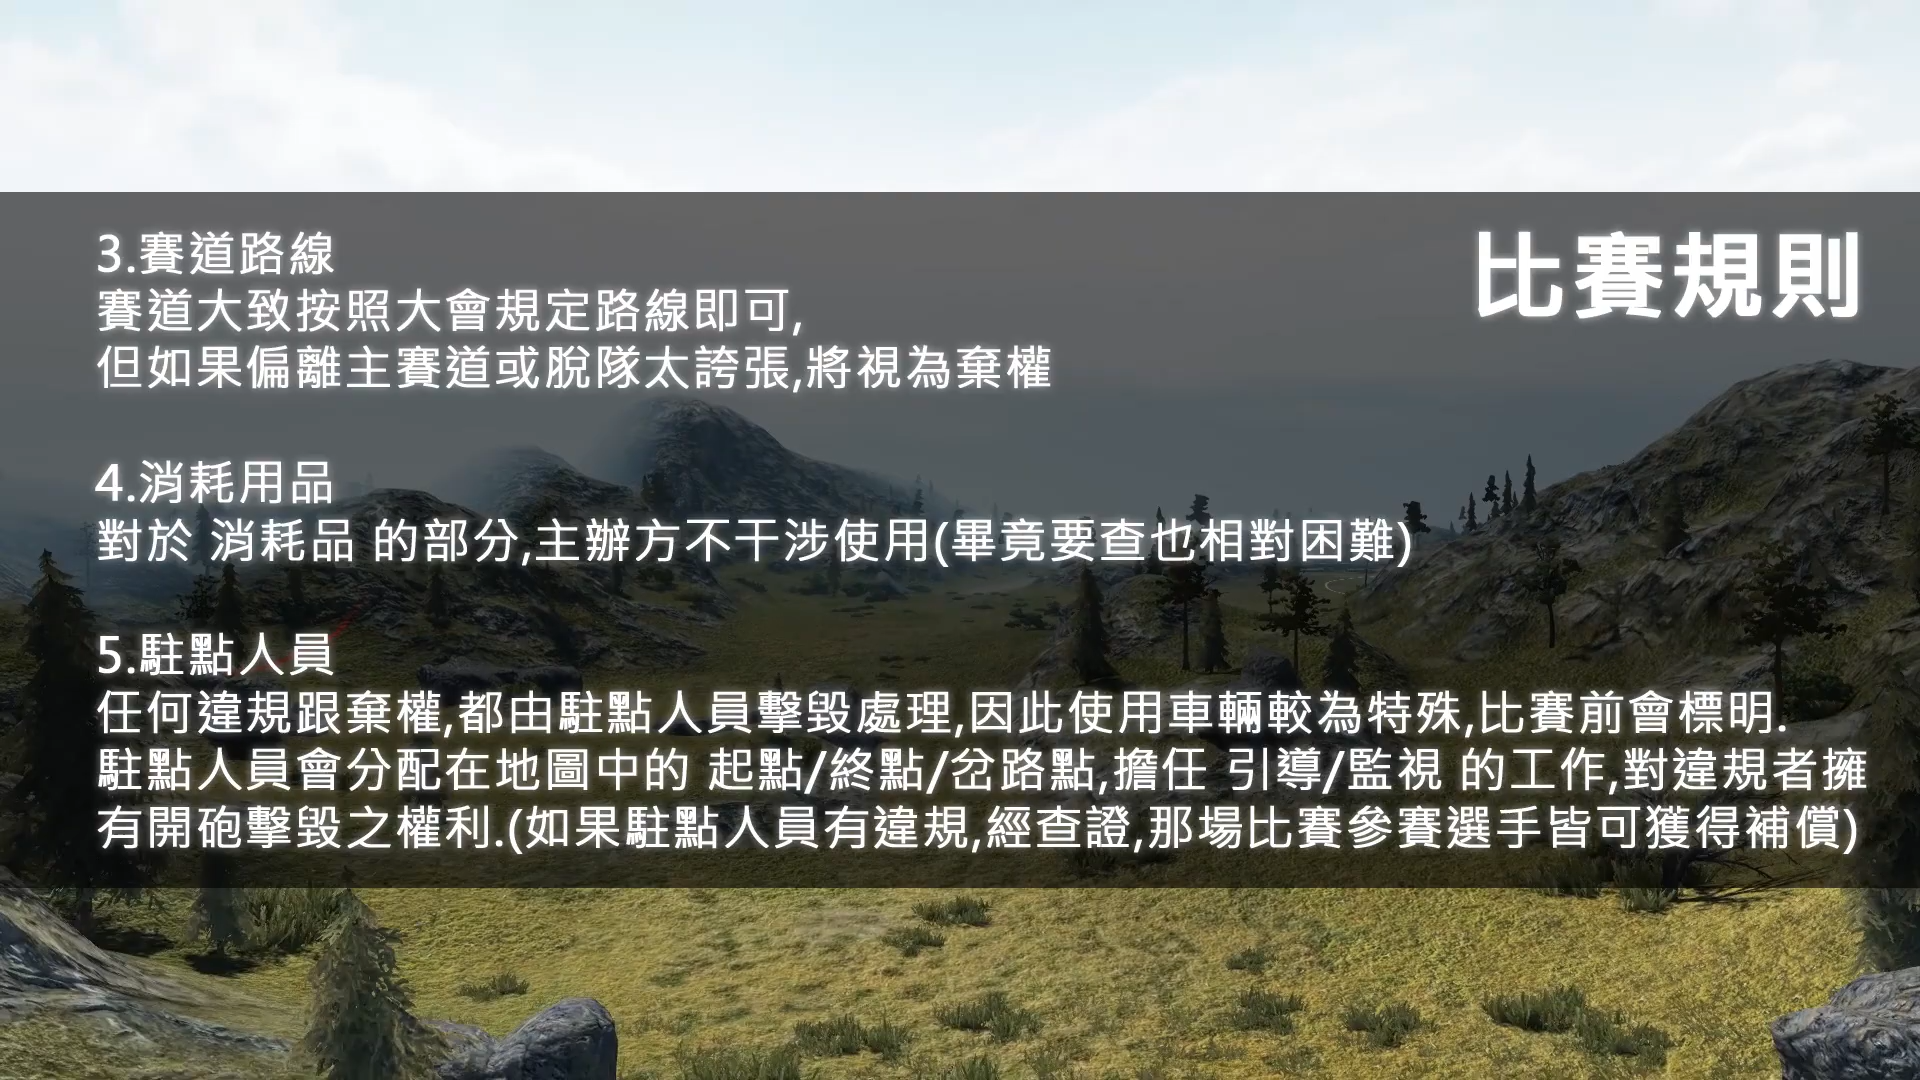 比賽規則
3.賽道路線
賽道大致按照大會規定路線即可,
但如果偏離主賽道或脫隊太誇張,將視為棄權
4.消耗用品
對於 消耗品 的部分,主辦方不干涉使用(畢竟要查也相對困難)
5.駐點人員
任何違規跟棄權,都由駐點人員擊毀處理,因此使用車輛較為特殊,比賽前會標明.
駐點人員會分配在地圖中的 起點/終點/岔路點,擔任 引導/監視 的工作,對違規者擁
有開砲擊毀之權利.(如果駐點人員有違規,經查證,那場比賽參賽選手皆可獲得補償)